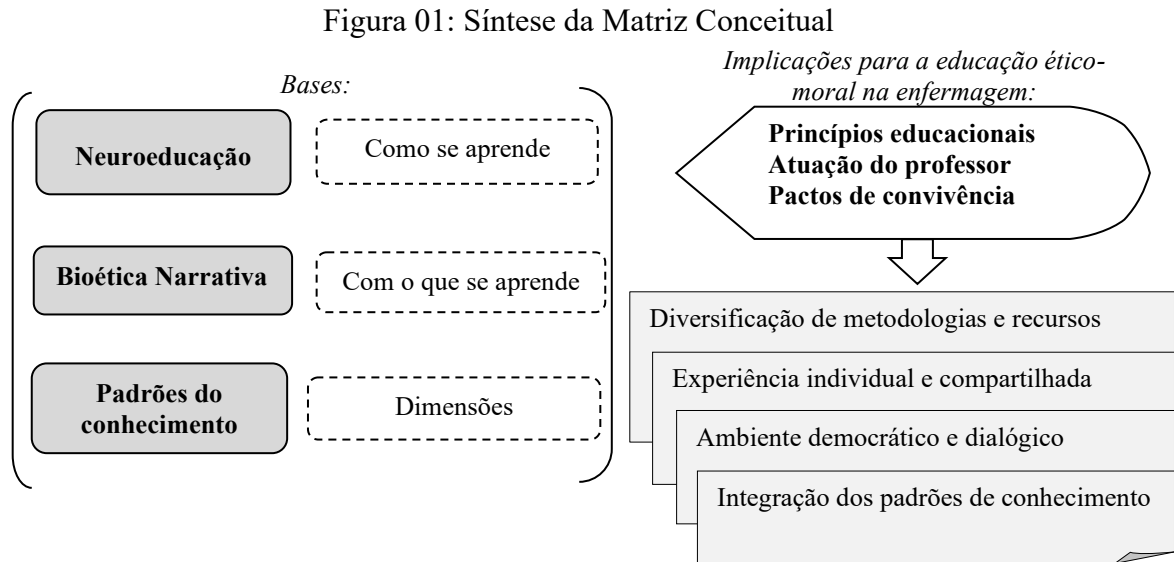 Figura 01: Síntese da Matriz Conceitual
Bases:
Neuroeducação
Como se aprende
Bioética Narrativa
Com o que se aprende
Padrões do
conhecimento
Dimensões
Implicações para a educação ético-
moral na enfermagem:
Princípios educacionais
Atuação do professor
Pactos de convivência
Diversificação de metodologias e recursos
Experiência individual e compartilhada
Ambiente democrático e dialógico
Integração dos padrões de conhecimento